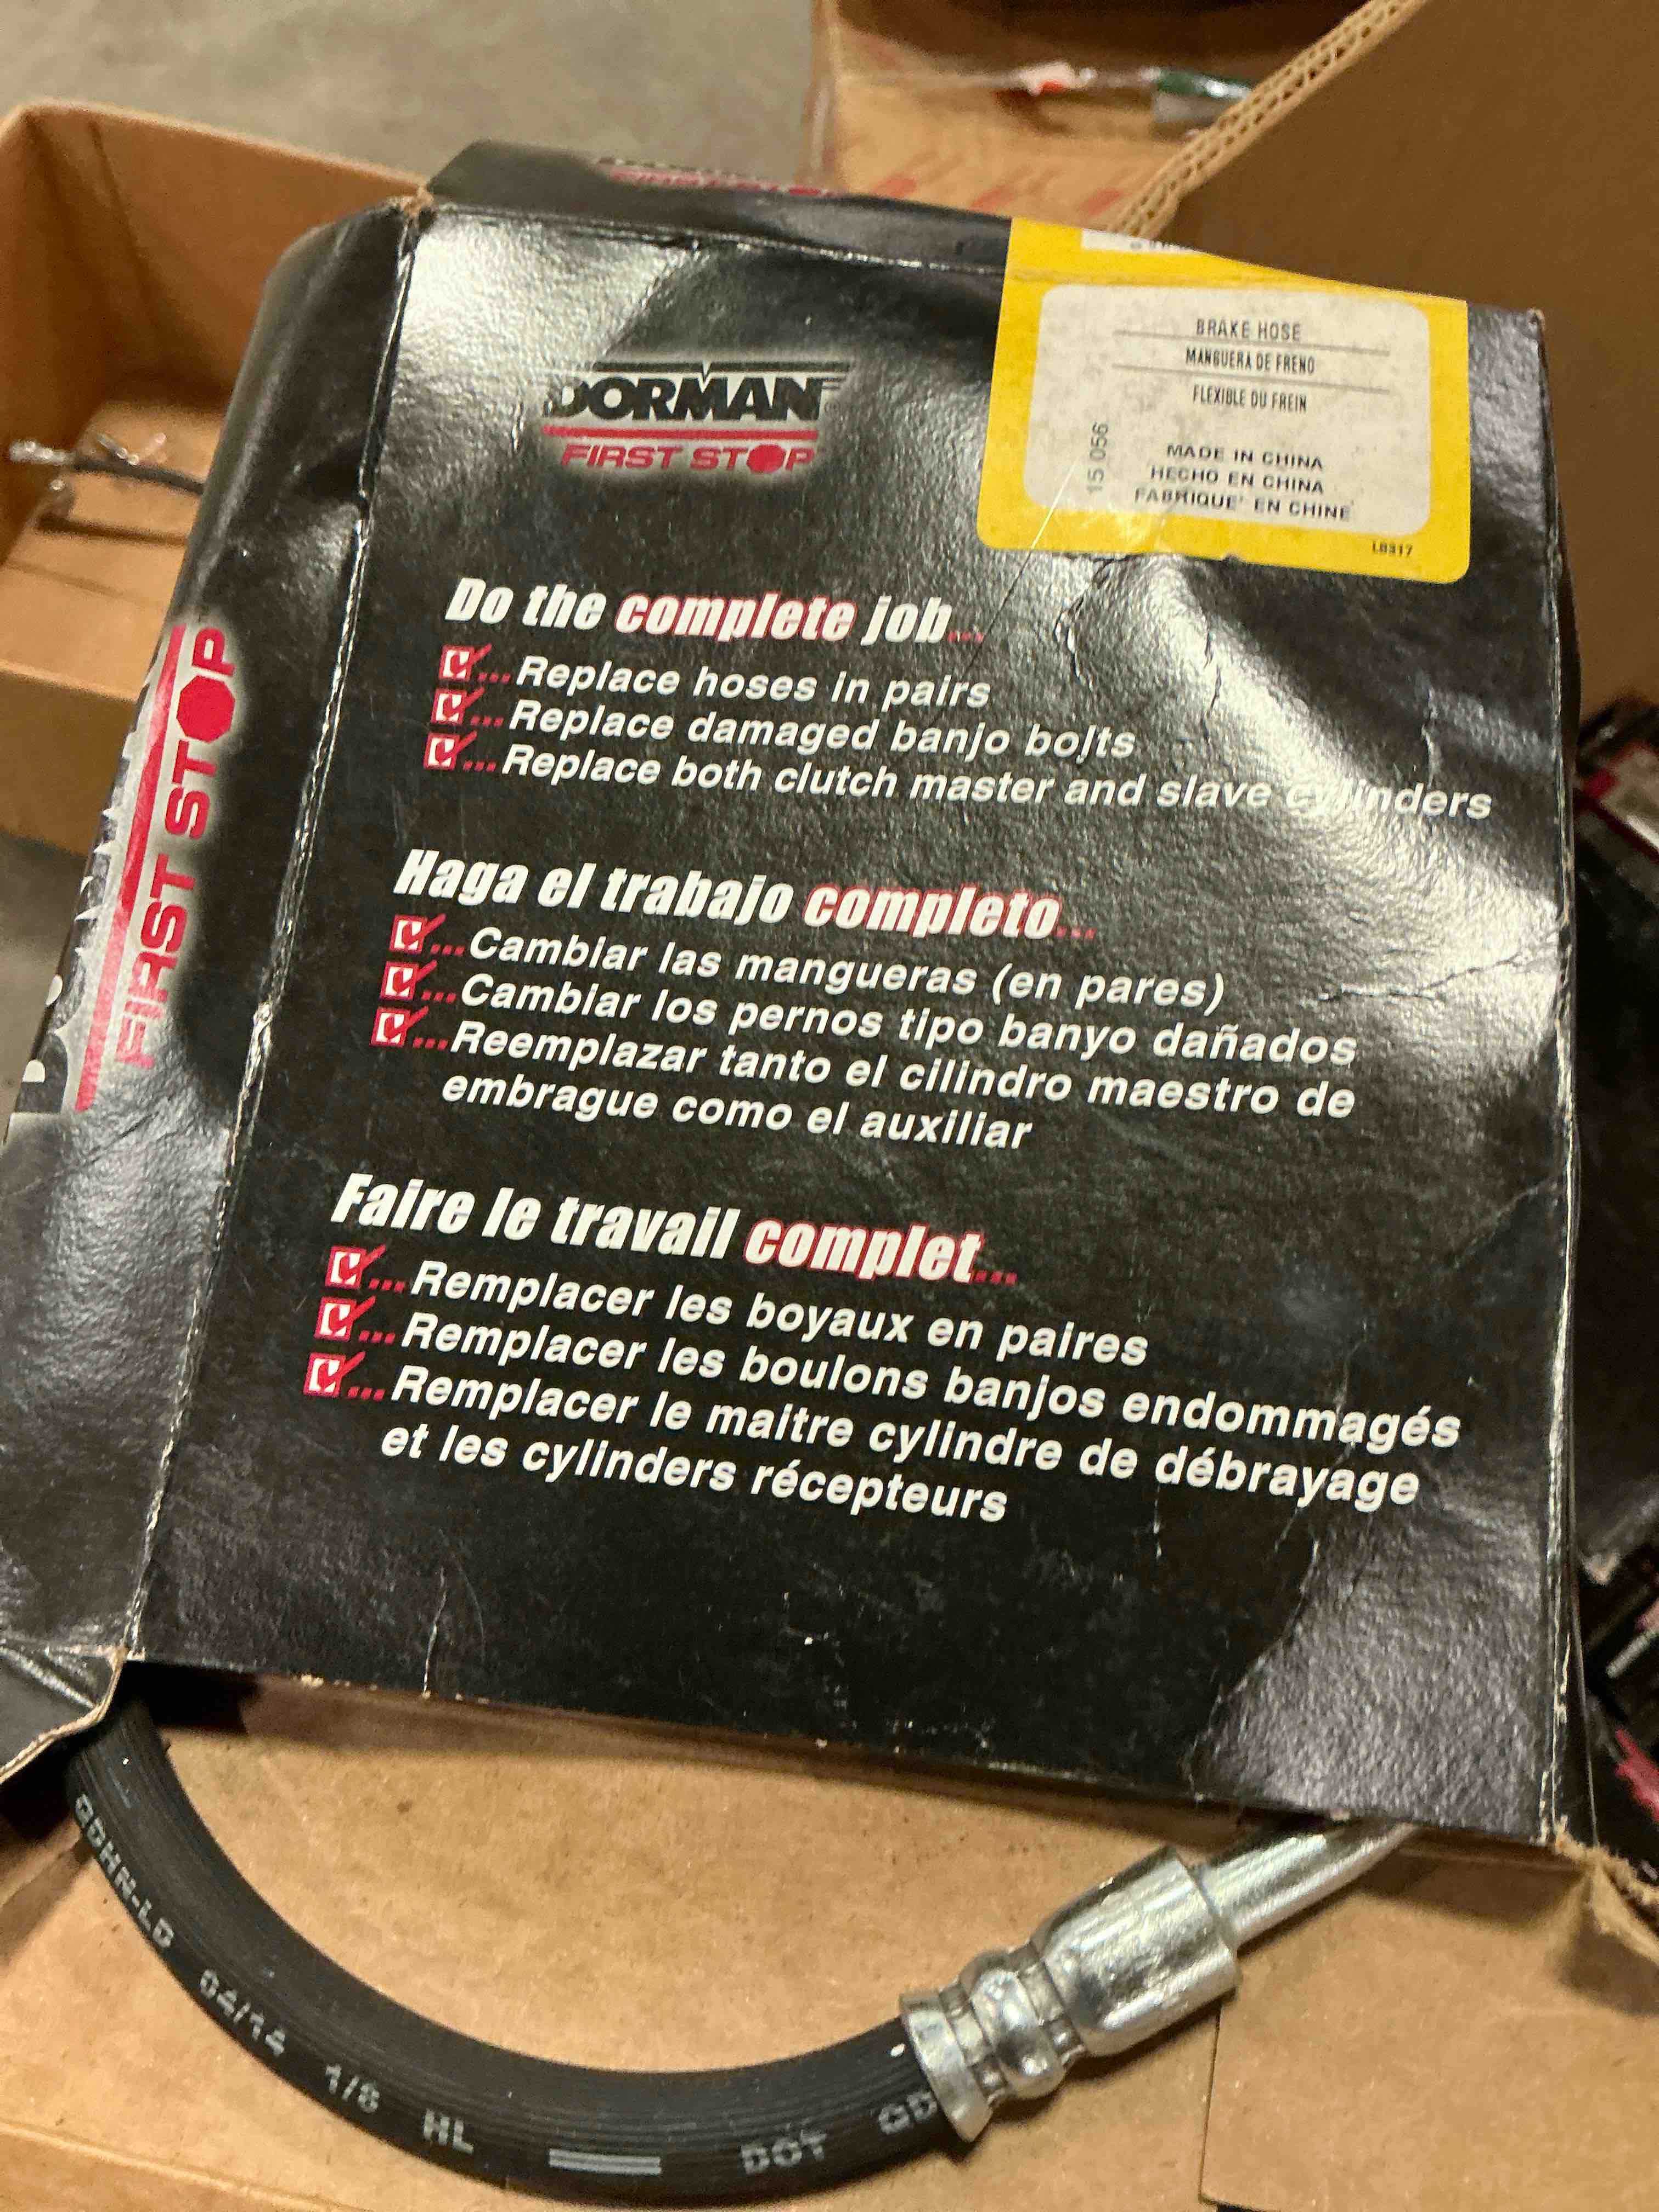 DORMAN
FIRST STOP
BRAKE HOSE
MANGUERA DE FRENO
FLEXIBLE DU FREIN
15 056
MADE IN CHINA
HECHO EN CHINA
FABRIQUE' EN CHINE
L8317
Do the complete job...
...Replace hoses in pairs
...Replace damaged banjo bolts
...Replace both clutch master and slave cylinders
Haga el trabajo completo...
...Cambiar las mangueras (en pares)
...Cambiar los pernos tipo banyo dañados
...Reemplazar tanto el cilindro maestro de
embrague como el auxiliar
Faire le travail complet...
...Remplacer les boyaux en paires
...Remplacer les boulons banjos endommagés
...Remplacer le maitre cylindre de débrayage
et les cylinders récepteurs
FIRST STOP
04/14 1/8 HL DOT